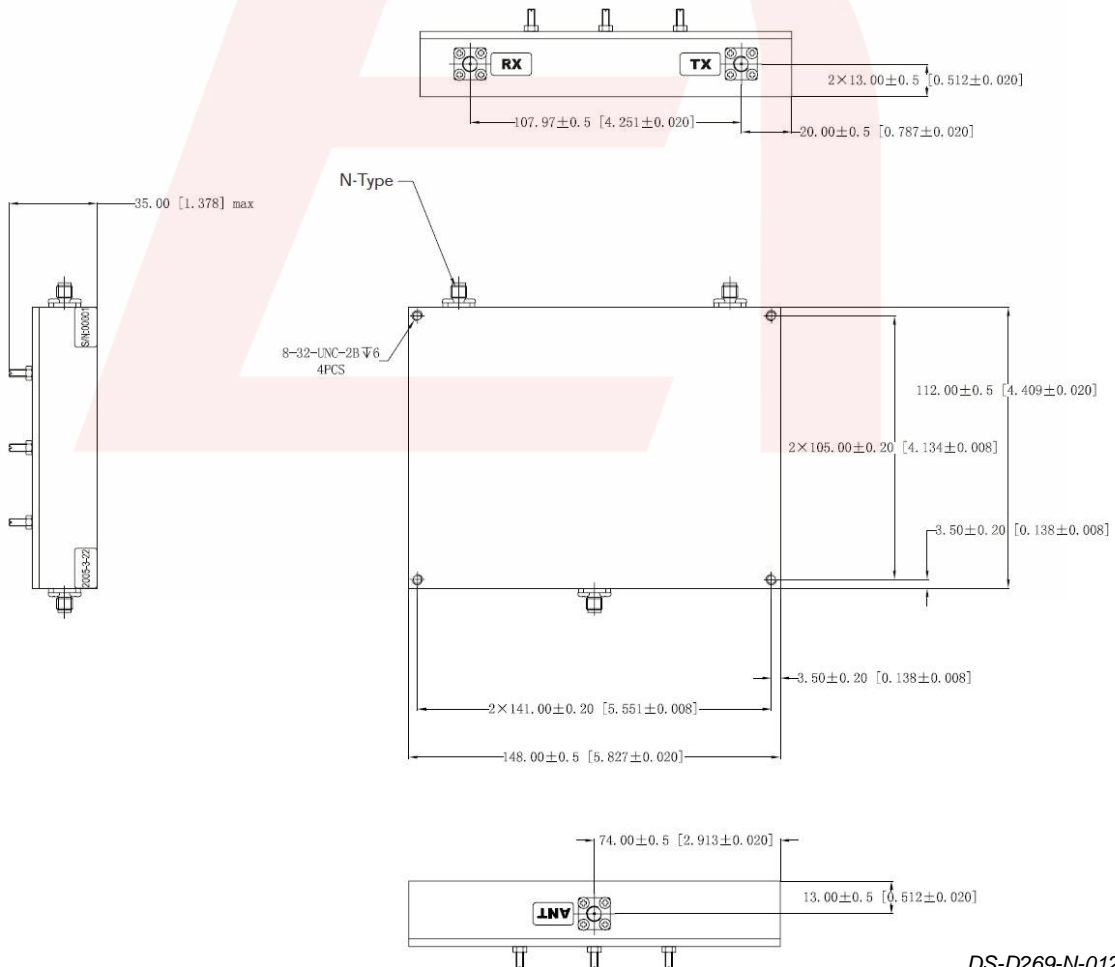 RX
TX
2×13.00±0.5 [0.512±0.020]
107.97±0.5 [4.251±0.020]
20.00±0.5 [0.787±0.020]
N-Type
35.00 [1.378] max
S/N:00001
8-32-UNC-2B↧6
4PCS
112.00±0.5 [4.409±0.020]
2×105.00±0.20 [4.134±0.008]
3.50±0.20 [0.138±0.008]
2005-3-22
3.50±0.20 [0.138±0.008]
2×141.00±0.20 [5.551±0.008]
148.00±0.5 [5.827±0.020]
74.00±0.5 [2.913±0.020]
13.00±0.5 [0.512±0.020]
ANT
DS-D269-N-012